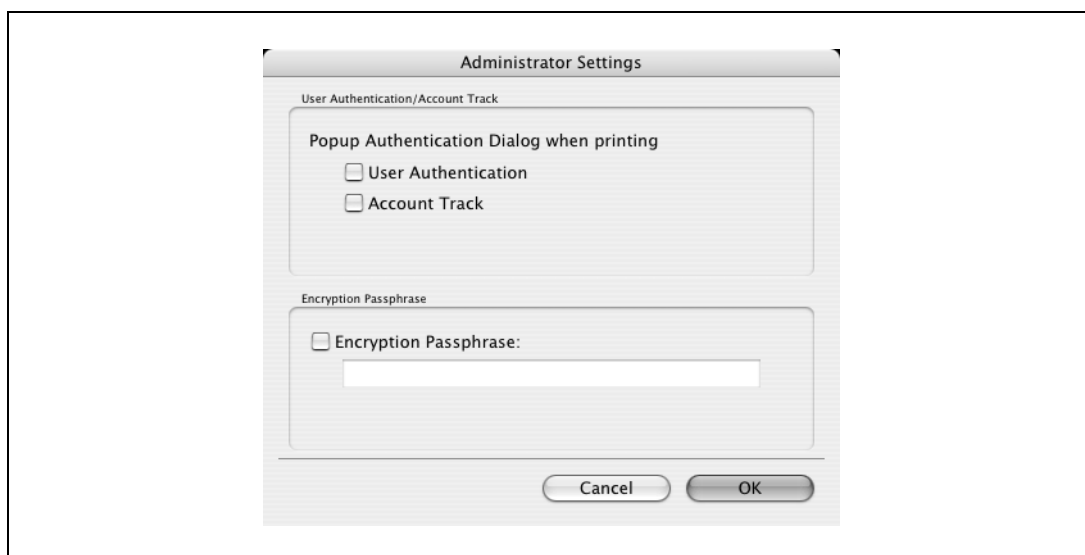 Administrator Settings
User Authentication/Account Track
Popup Authentication Dialog when printing
User Authentication
Account Track
Encryption Passphrase
Encryption Passphrase:
Cancel
OK